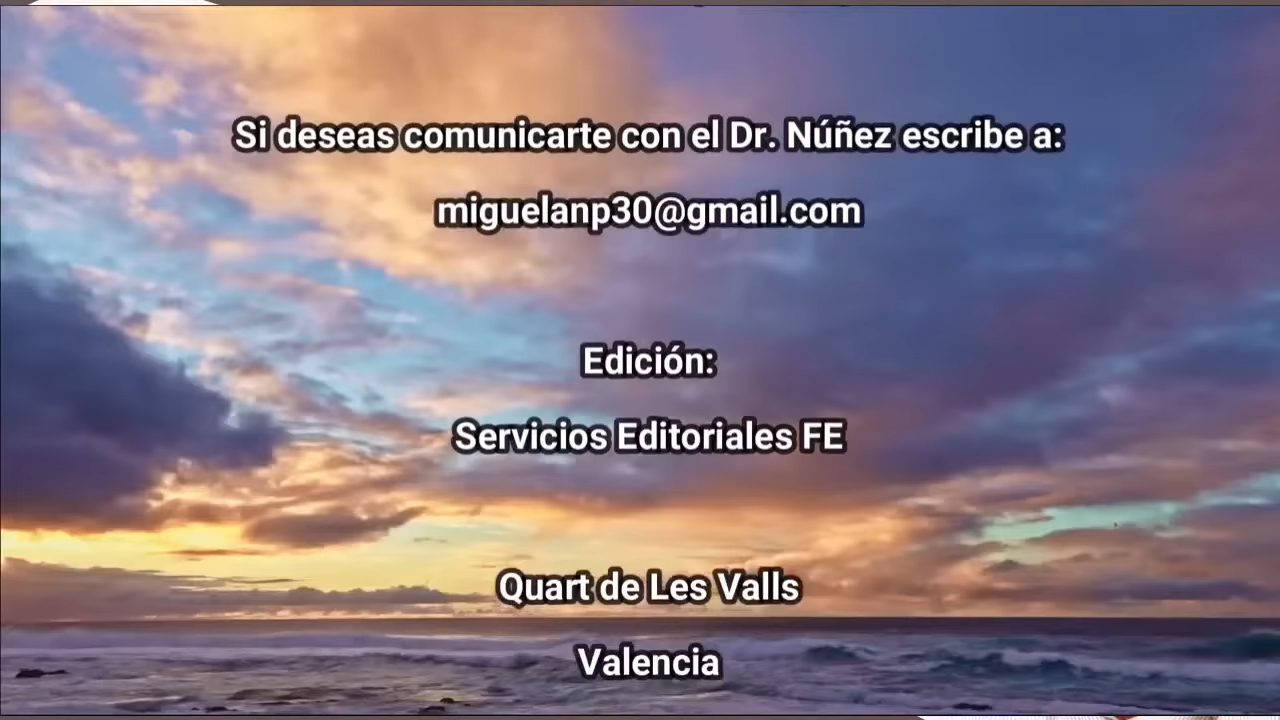 Si deseas comunicarte con el Dr. Núñez escribe a:
miguelanp30@gmail.com
Edición:
Servicios Editoriales FE
Quart de Les Valls
Valencia